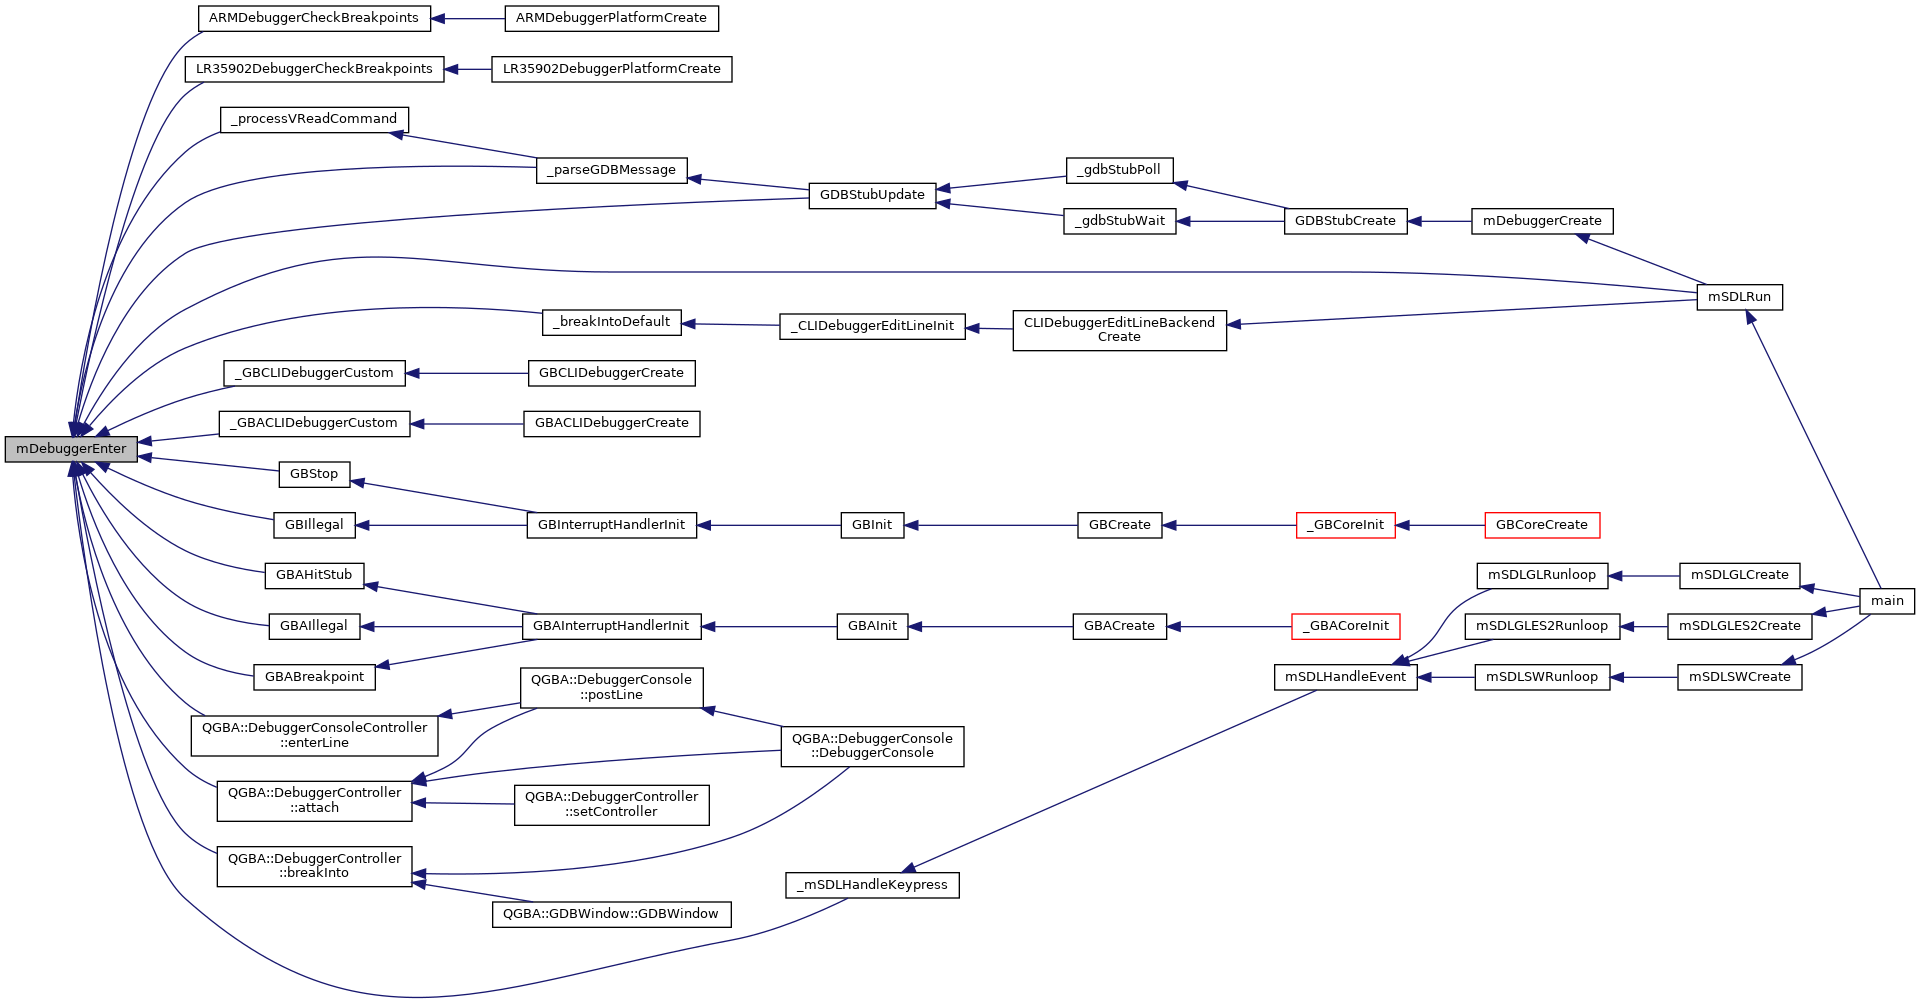 ARMDebuggerCheckBreakpoints
ARMDebuggerPlatformCreate
LR35902DebuggerCheckBreakpoints
LR35902DebuggerPlatformCreate
_processVReadCommand
_parseGDBMessage
_gdbStubPoll
GDBStubUpdate
_gdbStubWait
GDBStubCreate
mDebuggerCreate
mSDLRun
_breakIntoDefault
_CLIDebuggerEditLineInit
CLIDebuggerEditLineBackend
Create
_GBCLIDebuggerCustom
GBCLIDebuggerCreate
_GBACLIDebuggerCustom
GBACLIDebuggerCreate
mDebuggerEnter
GBStop
GBIllegal
GBInterruptHandlerInit
GBInit
GBCreate
_GBCoreInit
GBCoreCreate
GBAHitStub
mSDLGLRunloop
mSDLGLCreate
main
GBAIllegal
GBAInterruptHandlerInit
GBAInit
GBACreate
_GBACoreInit
mSDLGLES2Runloop
mSDLGLES2Create
GBABreakpoint
mSDLHandleEvent
mSDLSWRunloop
mSDLSWCreate
QGBA::DebuggerConsole
::postLine
QGBA::DebuggerConsoleController
::enterLine
QGBA::DebuggerConsole
::DebuggerConsole
QGBA::DebuggerController
::attach
QGBA::DebuggerController
::setController
QGBA::DebuggerController
::breakInto
_mSDLHandleKeypress
QGBA::GDBWindow::GDBWindow